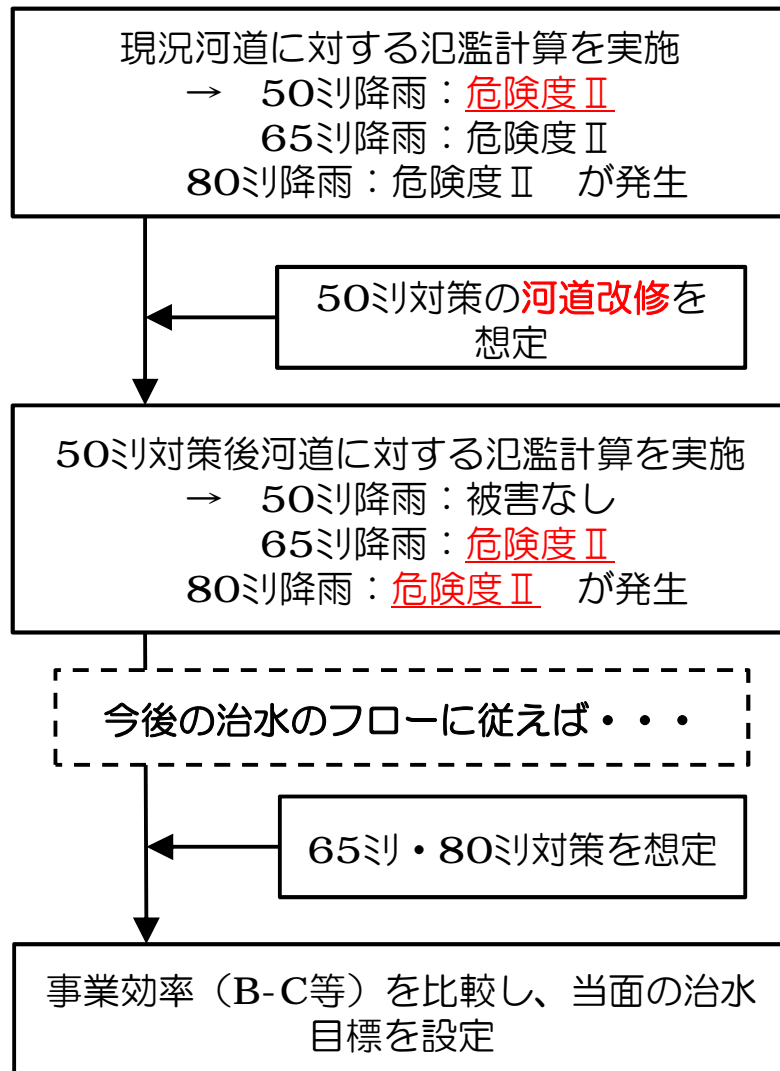 現況河道に対する氾濫計算を実施
→ 50ミリ降雨：危険度Ⅱ
65ミリ降雨：危険度Ⅱ
80ミリ降雨：危険度Ⅱ が発生
50ミリ対策の河道改修を
想定
50ミリ対策後河道に対する氾濫計算を実施
→ 50ミリ降雨：被害なし
65ミリ降雨：危険度Ⅱ
80ミリ降雨：危険度Ⅱ が発生
今後の治水のフローに従えば・・・
65ミリ・80ミリ対策を想定
事業効率（B-C等）を比較し、当面の治水
目標を設定